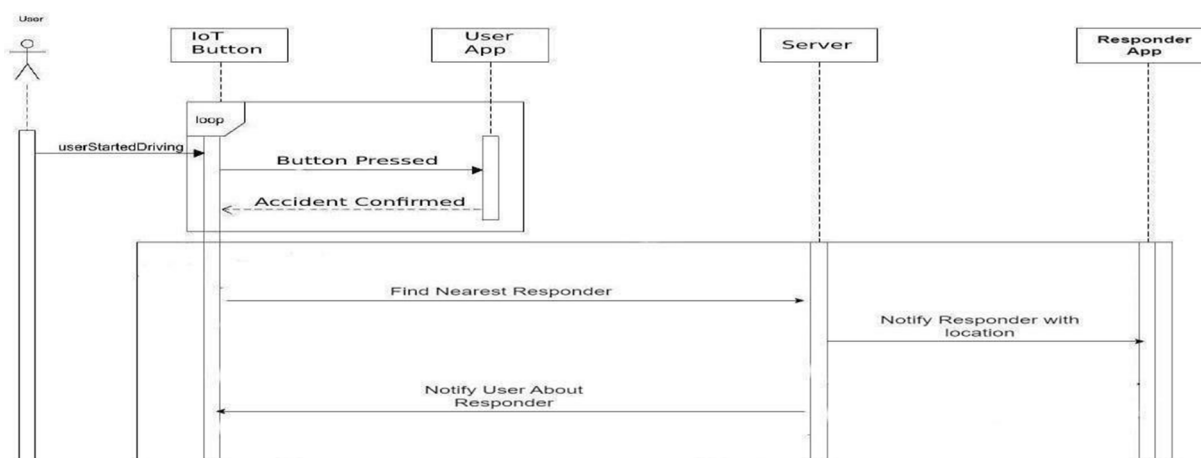 User
IoT
Button
User
App
Server
Responder
App
loop
userStartedDriving
Button Pressed
Accident Confirmed
Find Nearest Responder
Notify Responder with
location
Notify User About
Responder